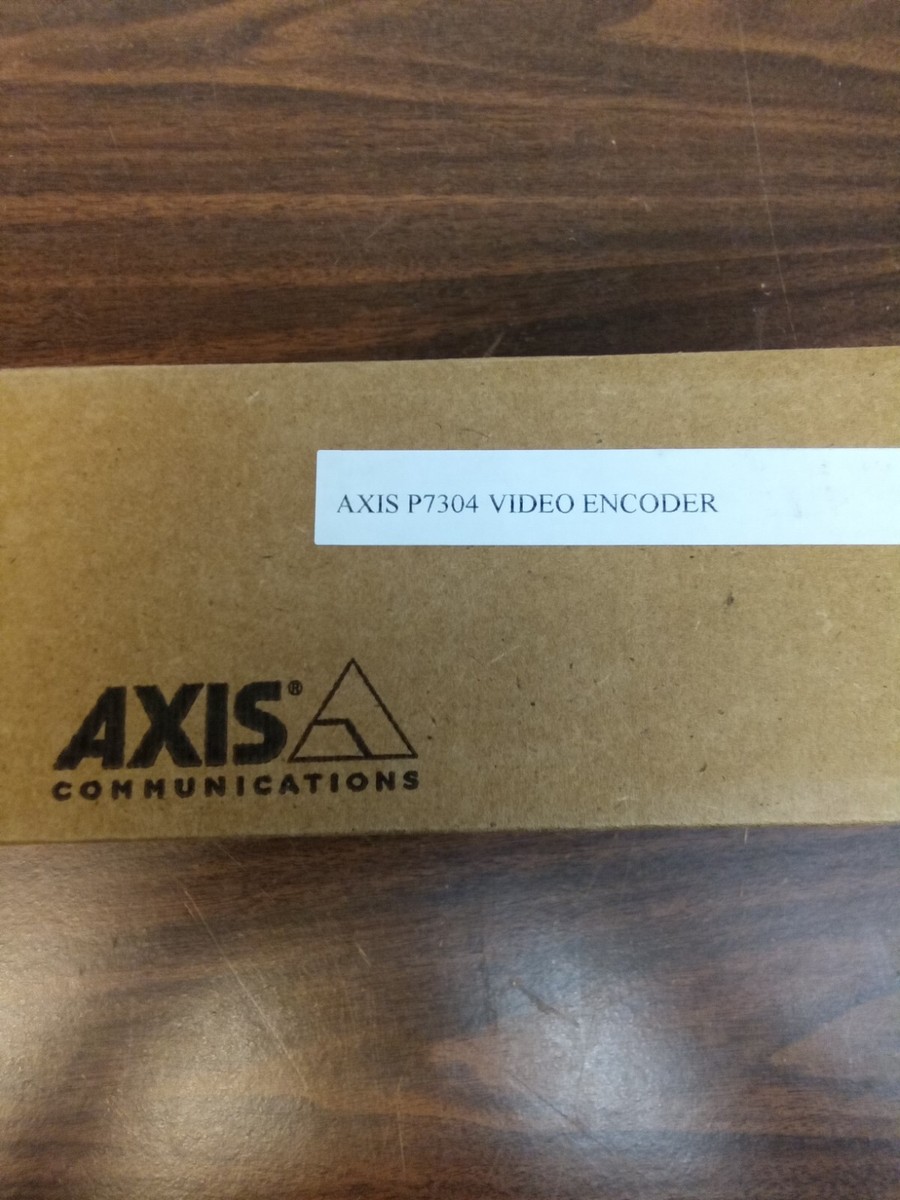 AXIS P7304 VIDEO ENCODER
AXIS®
COMMUNICATIONS